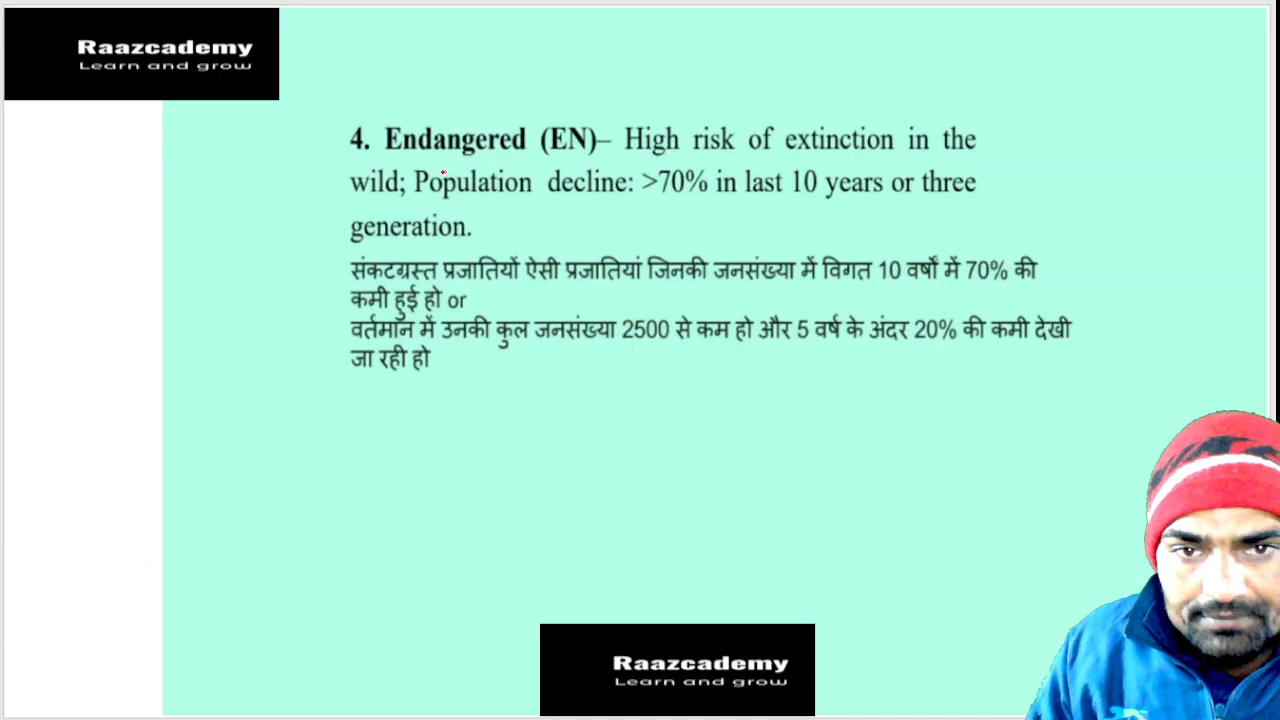 Raazcademy
Learn and grow
4. Endangered (EN)– High risk of extinction in the
wild; Population decline: >70% in last 10 years or three
generation.
संकटग्रस्त प्रजातियों ऐसी प्रजातियां जिनकी जनसंख्या में विगत 10 वर्षों में 70% की
कमी हुई हो or
वर्तमान में उनकी कुल जनसंख्या 2500 से कम हो और 5 वर्ष के अंदर 20% की कमी देखी
जा रही हो
Raazcademy
Learn and grow